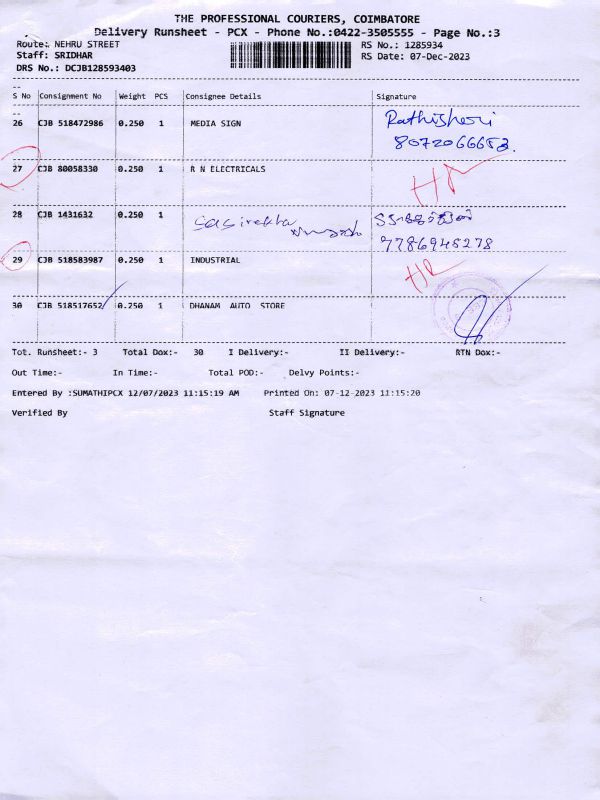 THE PROFESSIONAL COURIERS, COIMBATORE
Delivery Runsheet - PCX - Phone No.:0422-3505555 - Page No.:3
Route: NEHRU STREET RS No.: 1285934
Staff: SRIDHAR RS Date: 07-Dec-2023
DRS No.: DCJB128593403
S No Consignment No Weight PCS Consignee Details Signature
26 CJB 518472986 0.250 1 MEDIA SIGN
8072066653.
27 CJB 80058330 0.250 1 R N ELECTRICALS
28 CJB 1431632 0.250 1 Sasirekha
7786945278
29 CJB 518583987 0.250 1 INDUSTRIAL
30 CJB 518517652 0.250 1 DHANAM AUTO STORE
Tot. Runsheet:- 3 Total Dox:- 30 I Delivery:- II Delivery:- RTN Dox:-
Out Time:- In Time:- Total POD:- Delvy Points:-
Entered By :SUMATHIPCX 12/07/2023 11:15:19 AM Printed On: 07-12-2023 11:15:20
Verified By Staff Signature